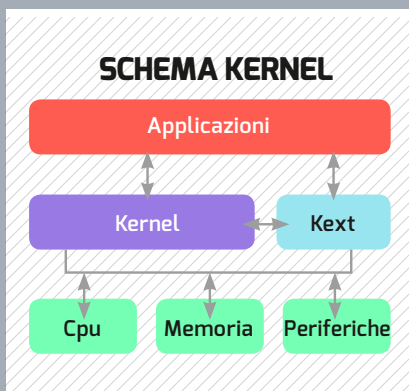 SCHEMA KERNEL
Applicazioni
Kernel
Kext
Cpu
Memoria
Periferiche